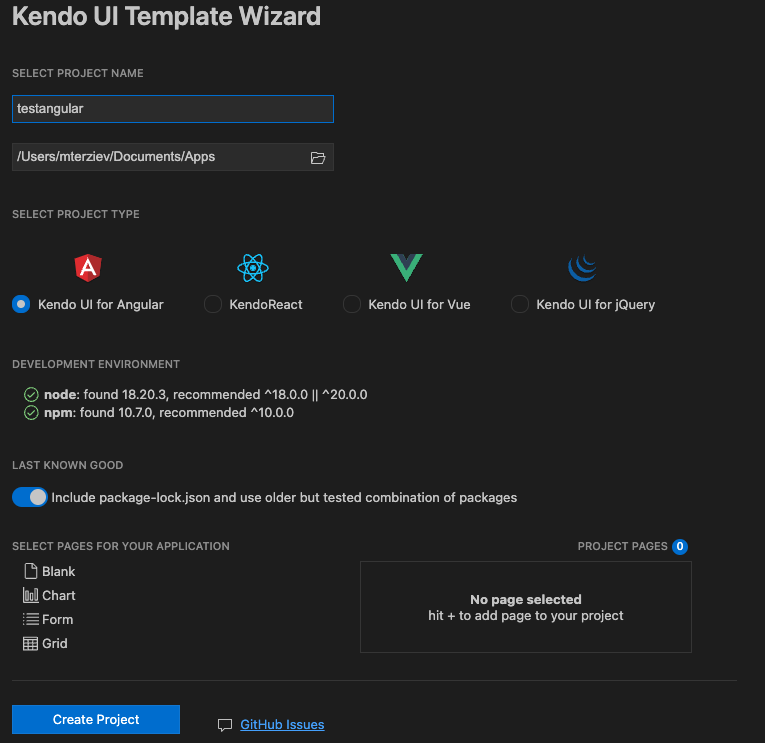 Kendo UI Template Wizard
SELECT PROJECT NAME
testangular
/Users/mterziev/Documents/Apps
SELECT PROJECT TYPE
Kendo UI for Angular
KendoReact
Kendo UI for Vue
Kendo UI for jQuery
DEVELOPMENT ENVIRONMENT
node: found 18.20.3, recommended ^18.0.0 || ^20.0.0
npm: found 10.7.0, recommended ^10.0.0
LAST KNOWN GOOD
Include package-lock.json and use older but tested combination of packages
SELECT PAGES FOR YOUR APPLICATION
Blank
Chart
Form
Grid
PROJECT PAGES 0
No page selected
hit + to add page to your project
Create Project
GitHub Issues